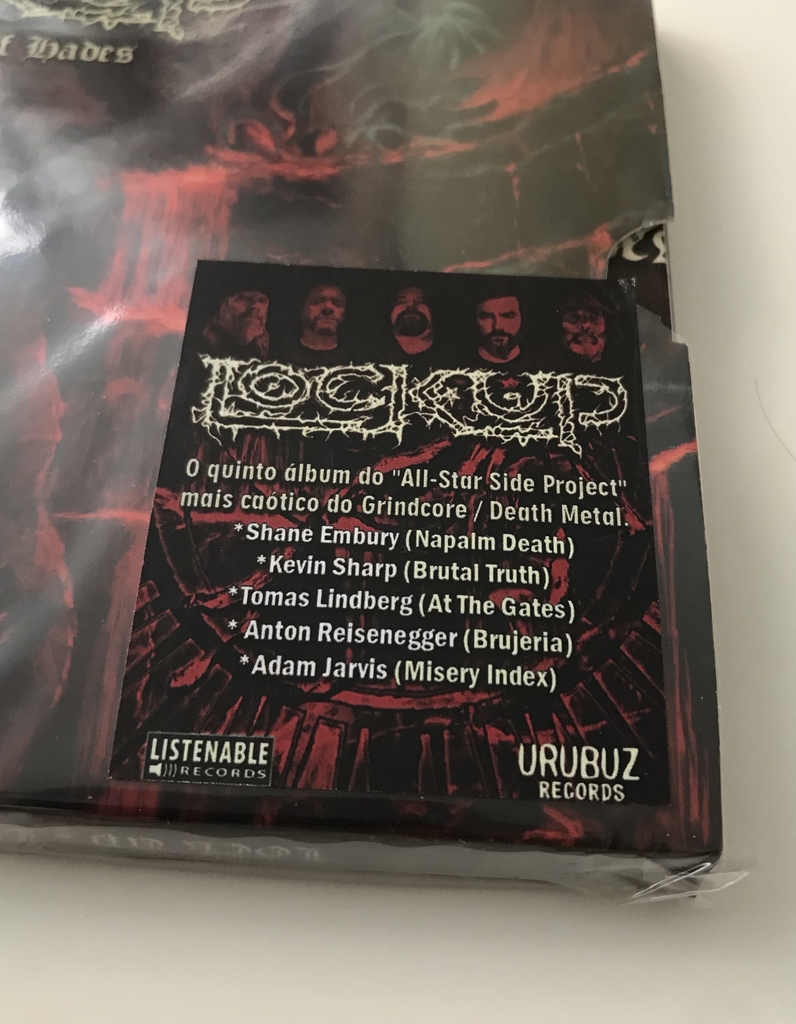 f Hades
LOCK UP
O quinto álbum do "All-Star Side Project"
mais caótico do Grindcore / Death Metal.
*Shane Embury (Napalm Death)
*Kevin Sharp (Brutal Truth)
*Tomas Lindberg (At The Gates)
* Anton Reisenegger (Brujeria)
*Adam Jarvis (Misery Index)
LISTENABLE
RECORDS
URUBUZ
RECORDS